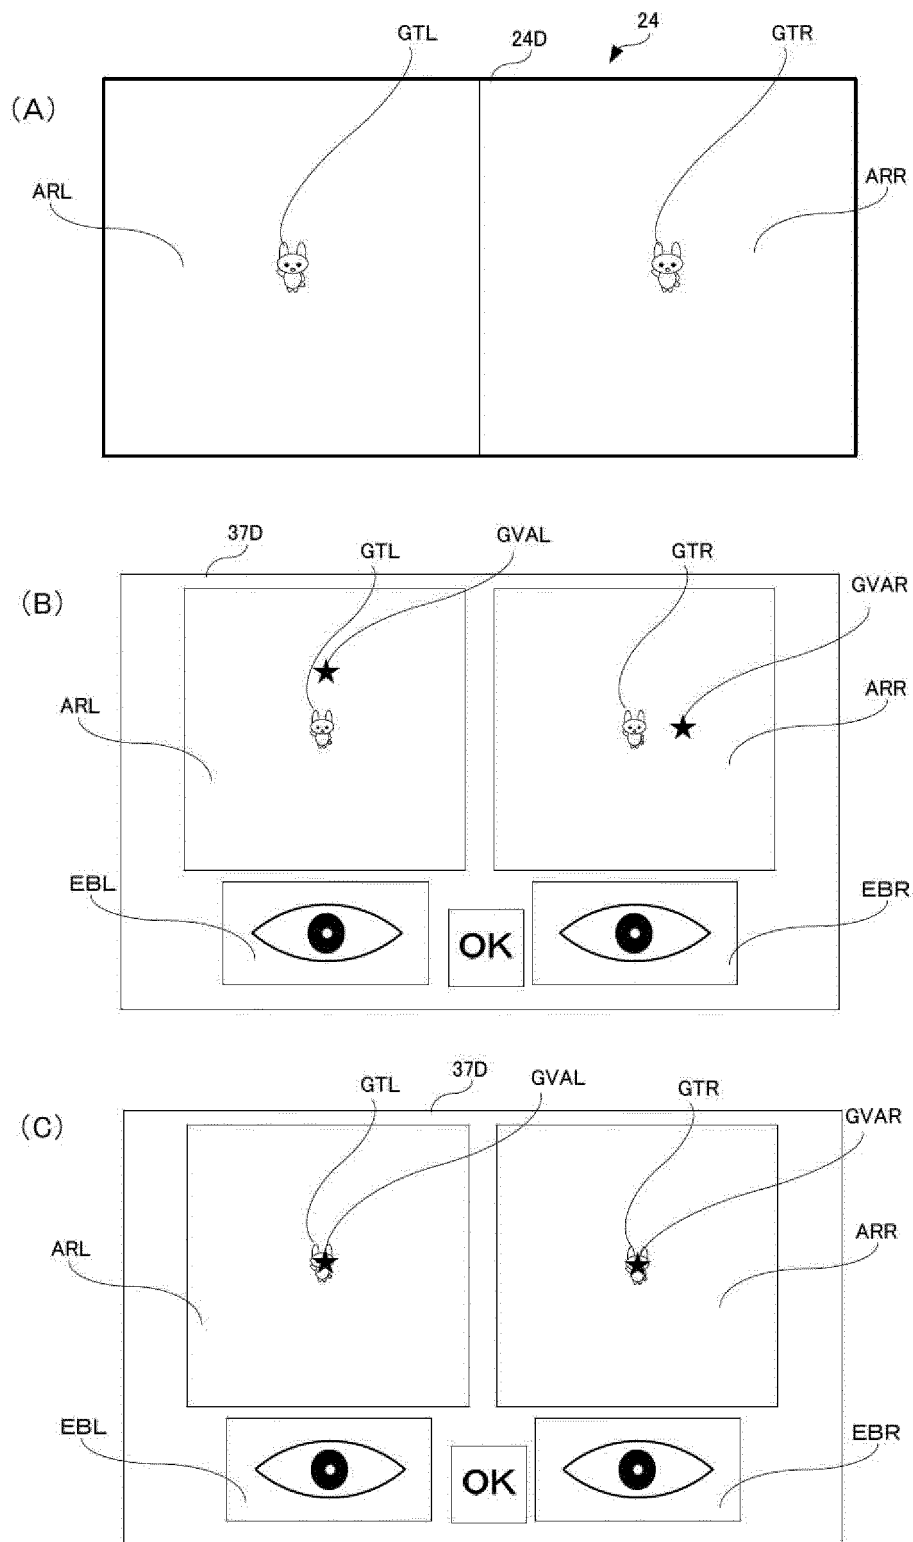 24
GTL
24D
GTR
(A)
ARL
ARR
37D
GTL
GVAL
GTR
(B)
GVAR
ARL
ARR
EBL
EBR
OK
37D
GTL
GVAL
GTR
(C)
GVAR
ARL
ARR
EBL
EBR
OK